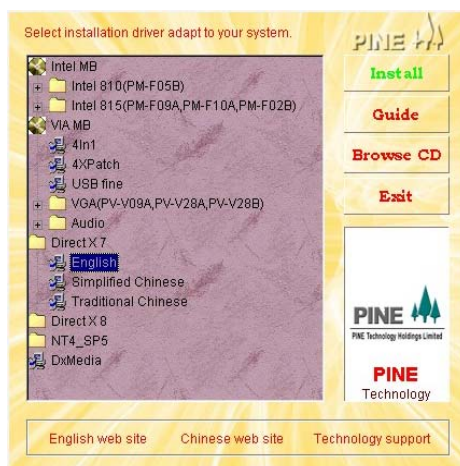 Select installation driver adapt to your system.
PINE
Intel MB
Intel 810(PM-F05B)
Intel 815(PM-F09A,PM-F10A,PM-F02B)
VIA MB
4In1
4XPatch
USB fine
VGA(PV-V09A,PV-V28A,PV-V28B)
Audio
Direct X 7
English
Simplified Chinese
Traditional Chinese
Direct X 8
NT4_SP5
DxMedia
Install
Guide
Browse CD
Exit
PINE
PINE Technology Holdings Limited
PINE
Technology
English web site
Chinese web site
Technology support